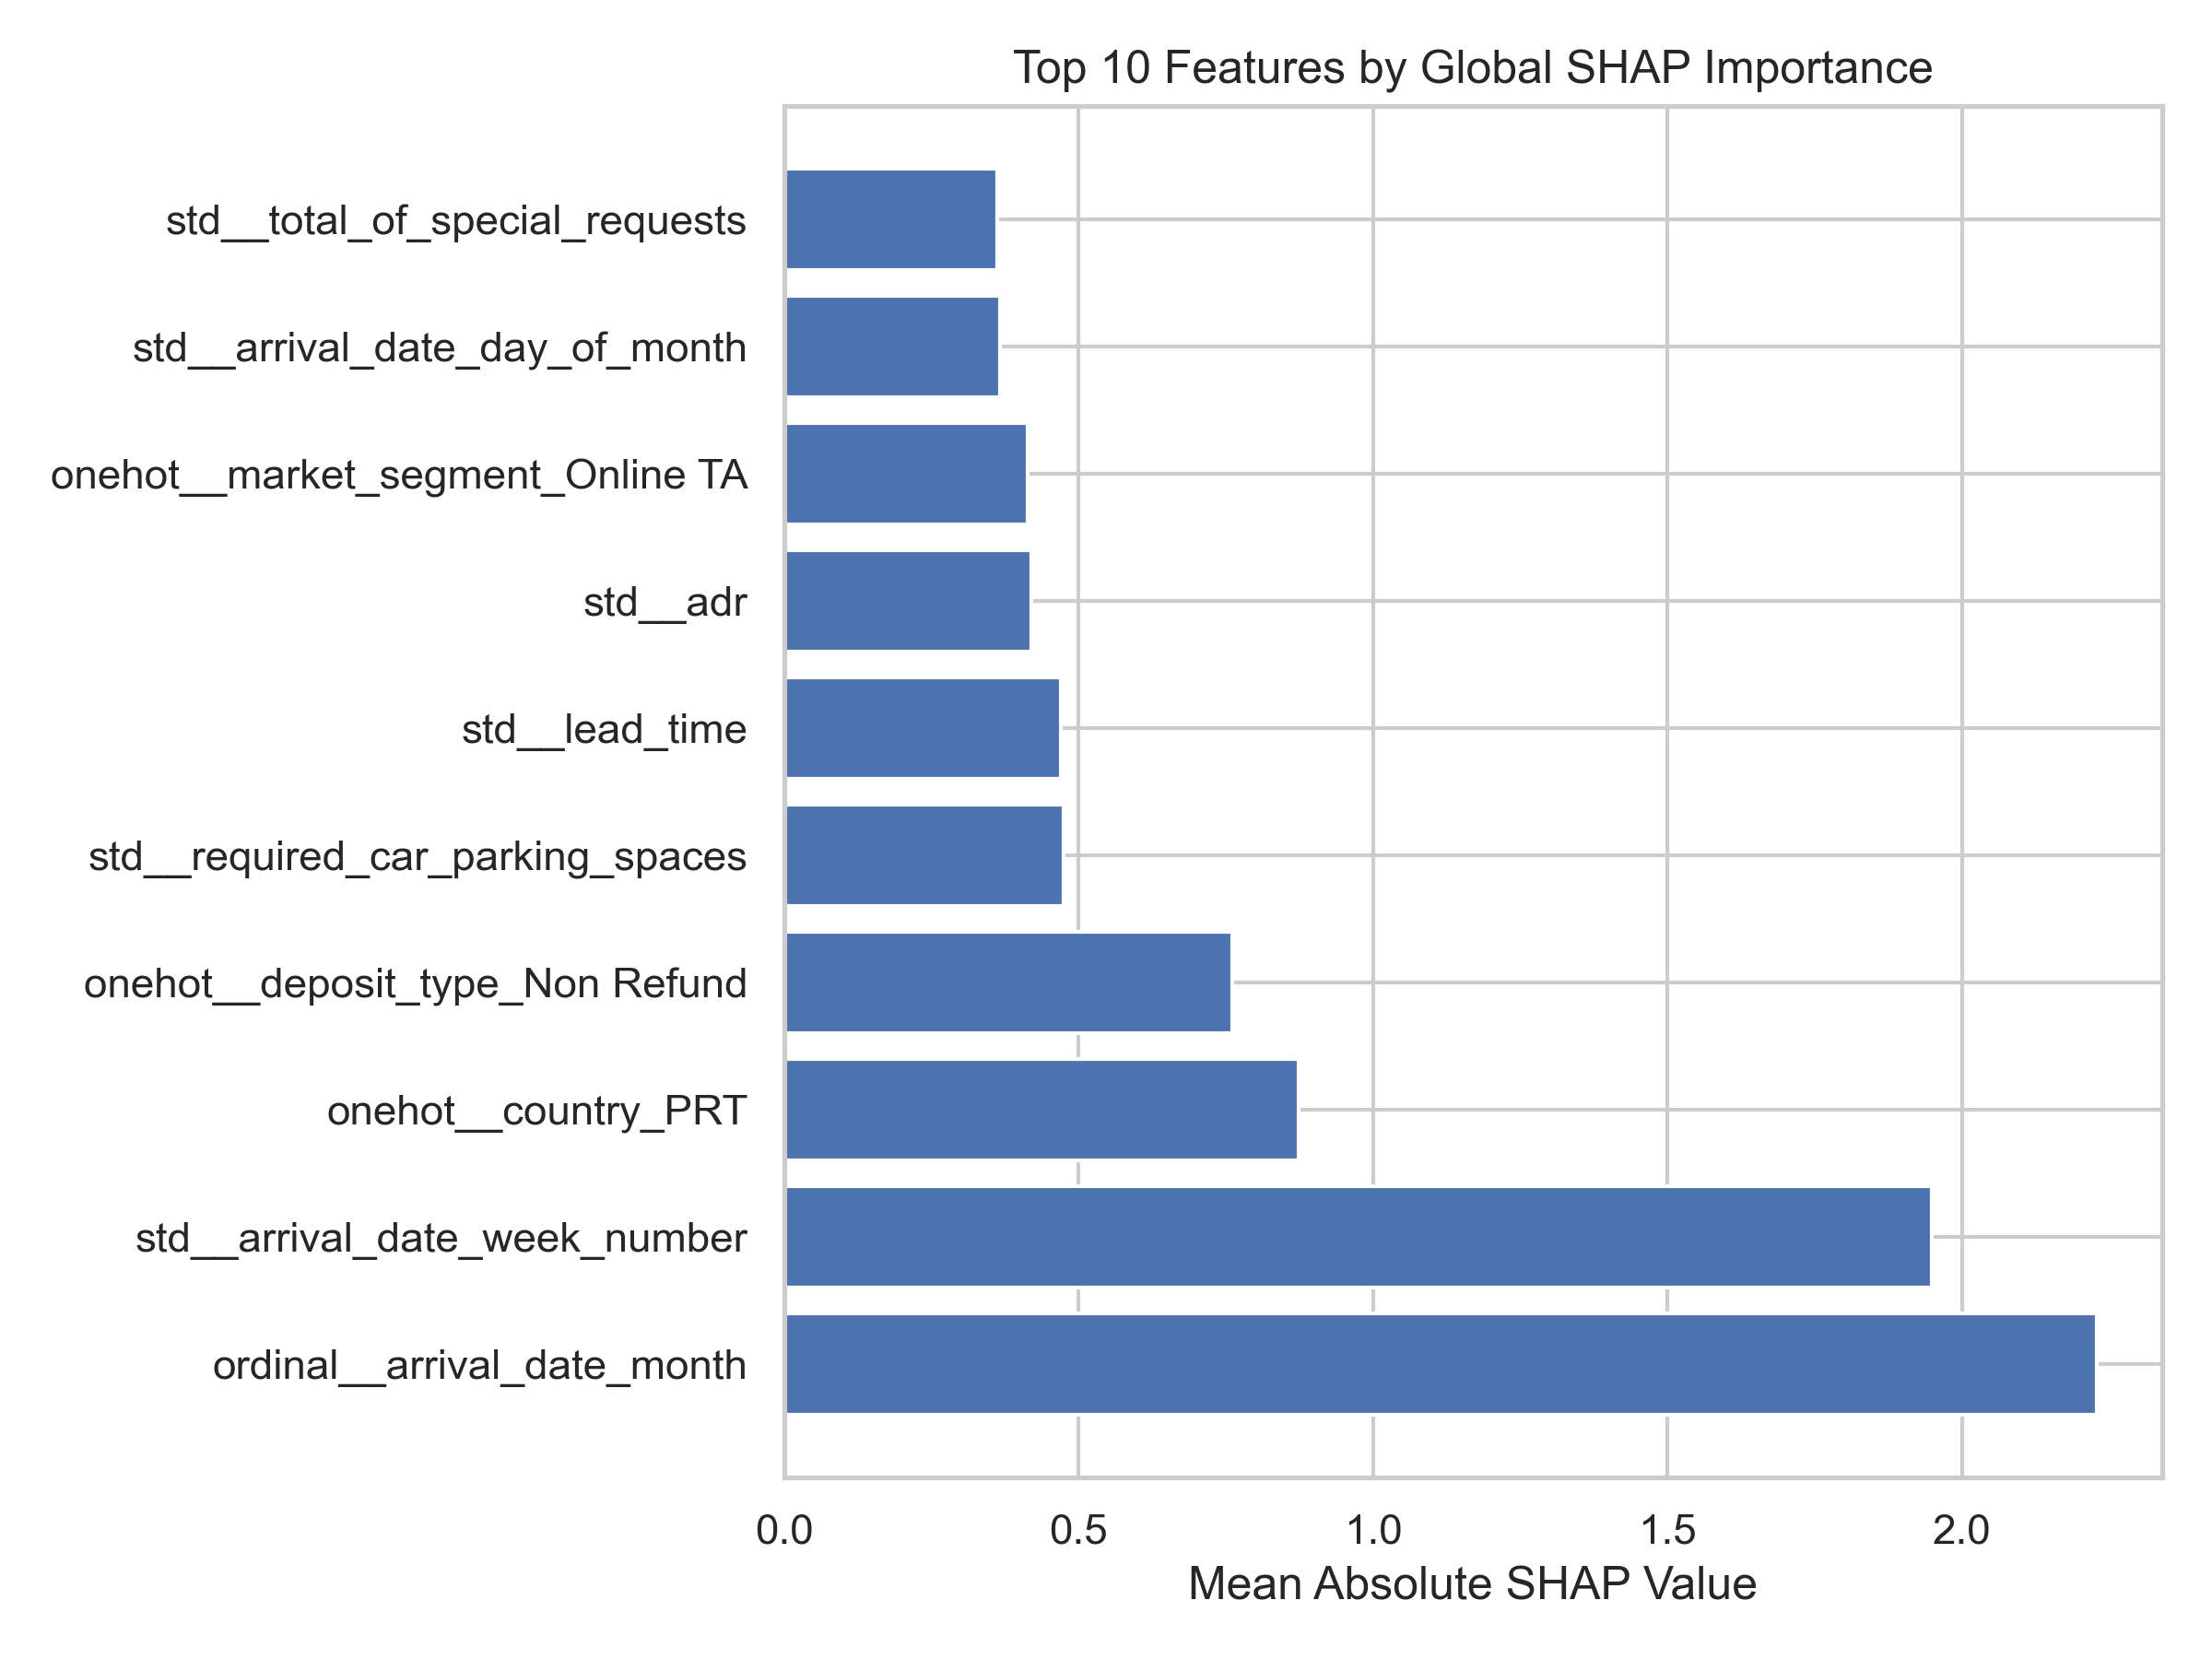 Top 10 Features by Global SHAP Importance
std__total_of_special_requests
std__arrival_date_day_of_month
onehot__market_segment_Online TA
std__adr
std__lead_time
std__required_car_parking_spaces
onehot__deposit_type_Non Refund
onehot__country_PRT
std__arrival_date_week_number
ordinal__arrival_date_month
0.0 0.5 1.0 1.5 2.0
Mean Absolute SHAP Value